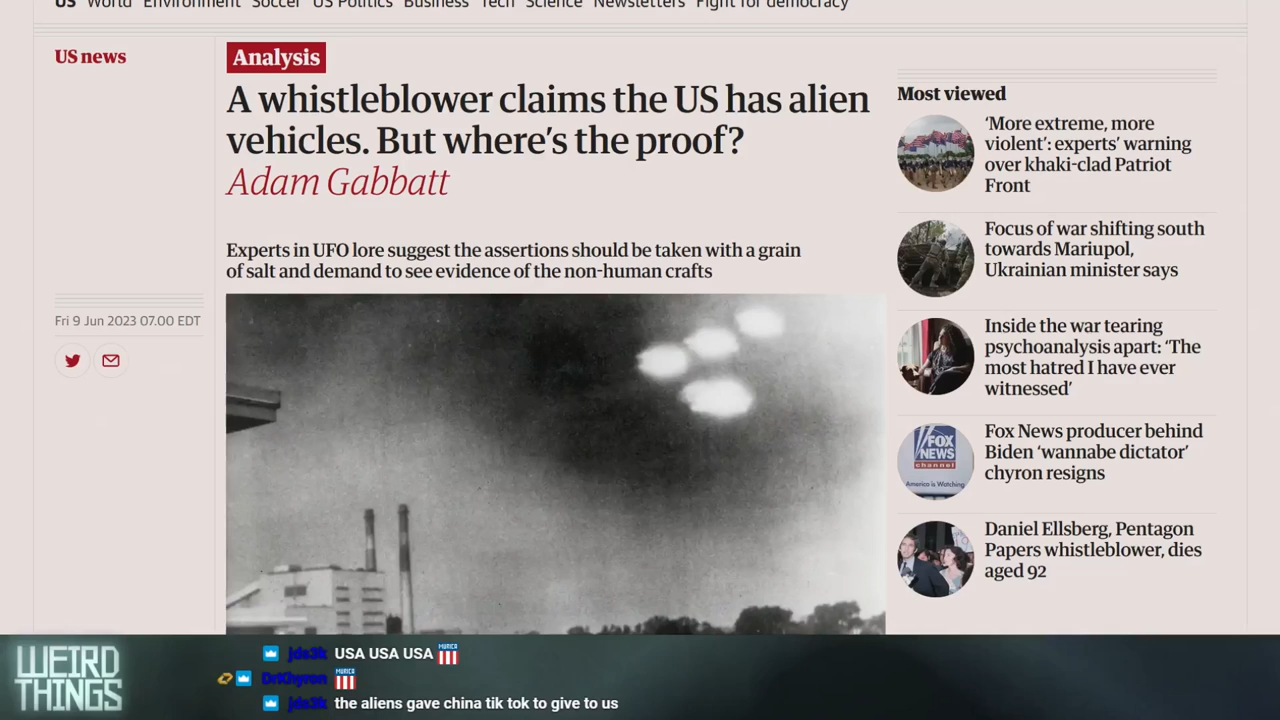 US World Environment Soccer US Politics Business Tech Science Newsletters Fight for democracy
US news
Analysis
A whistleblower claims the US has alien
vehicles. But where's the proof?
Adam Gabbatt
Experts in UFO lore suggest the assertions should be taken with a grain
of salt and demand to see evidence of the non-human crafts
Fri 9 Jun 2023 07.00 EDT
Most viewed
‘More extreme, more
violent’: experts’ warning
over khaki-clad Patriot
Front
Focus of war shifting south
towards Mariupol,
Ukrainian minister says
Inside the war tearing
psychoanalysis apart: ‘The
most hatred I have ever
witnessed’
FOX
NEWS
channel
America is Watching
Fox News producer behind
Biden ‘wannabe dictator’
chyron resigns
Daniel Ellsberg, Pentagon
Papers whistleblower, dies
aged 92
WEIRD
THINGS
jds3k USA USA USA MURICA
DrKhyron MURICA
jds3k the aliens gave china tik tok to give to us